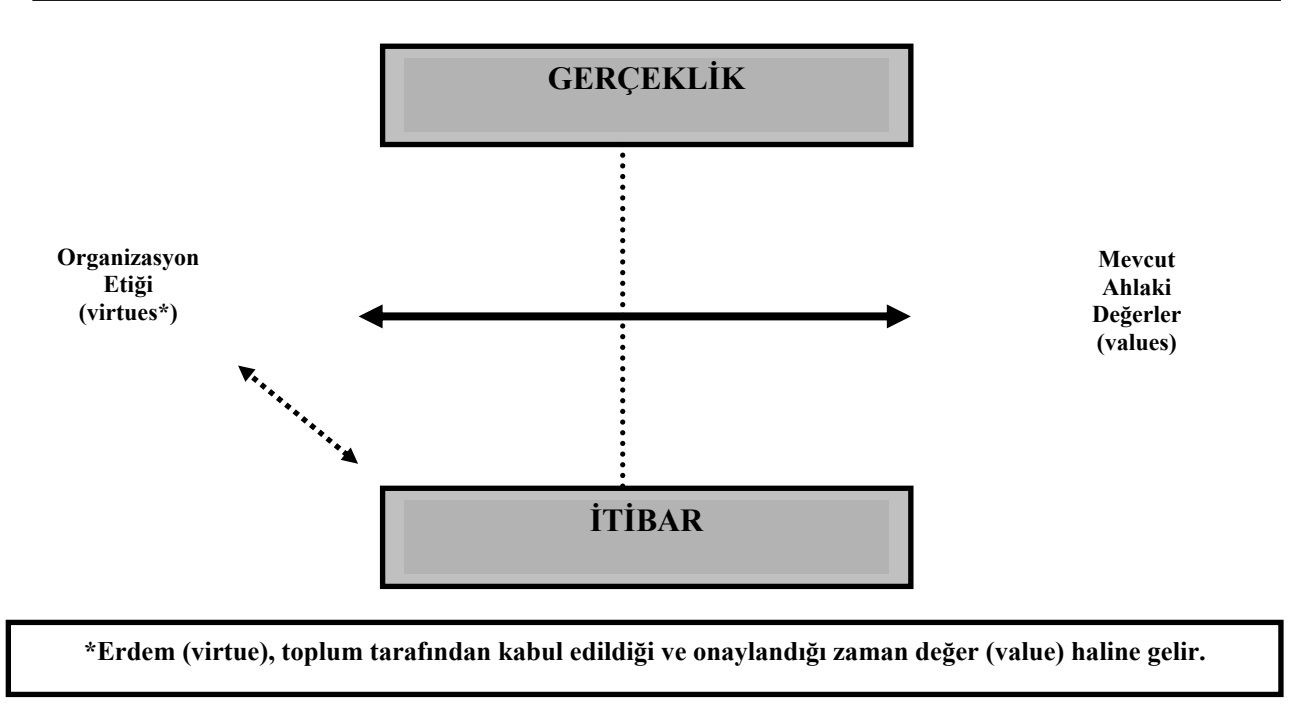 GERÇEKLİK
Organizasyon
Etiği
(virtues*)
Mevcut
Ahlaki
Değerler
(values)
İTİBAR
*Erdem (virtue), toplum tarafından kabul edildiği ve onaylandığı zaman değer (value) haline gelir.